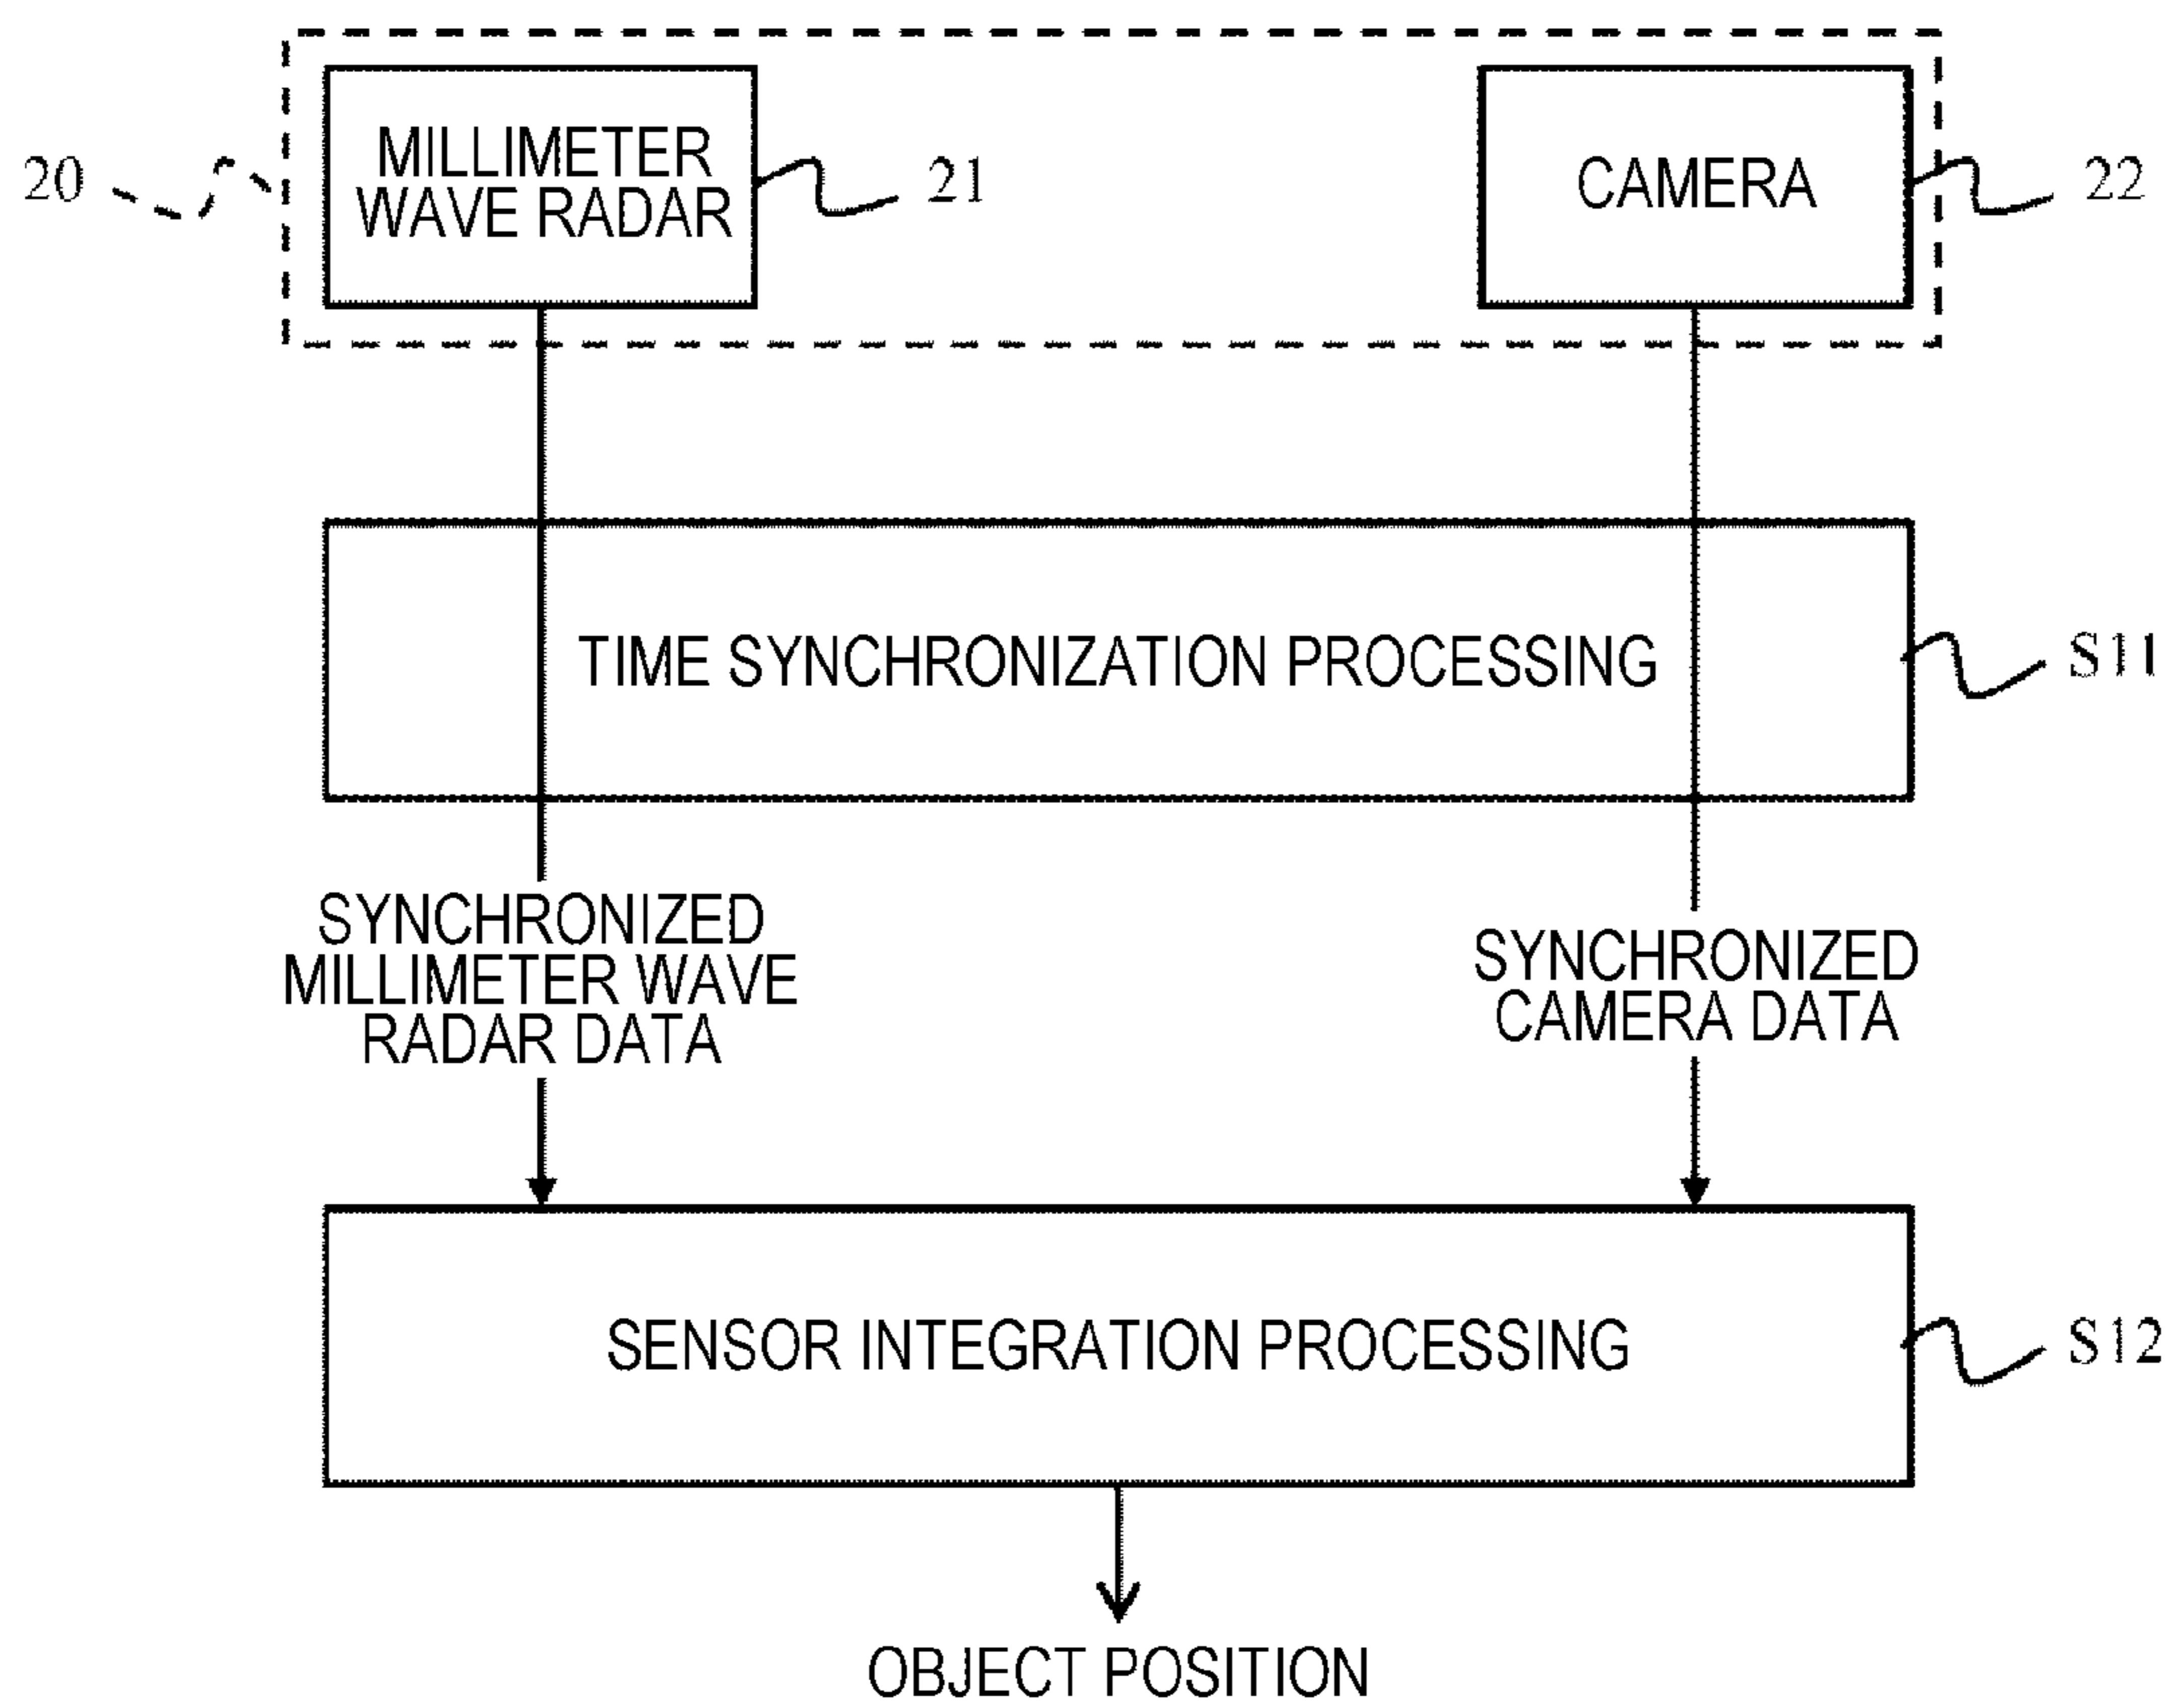 20
MILLIMETER
WAVE RADAR
21
CAMERA
22
TIME SYNCHRONIZATION PROCESSING
S11
SYNCHRONIZED
MILLIMETER WAVE
RADAR DATA
SYNCHRONIZED
CAMERA DATA
SENSOR INTEGRATION PROCESSING
S12
OBJECT POSITION